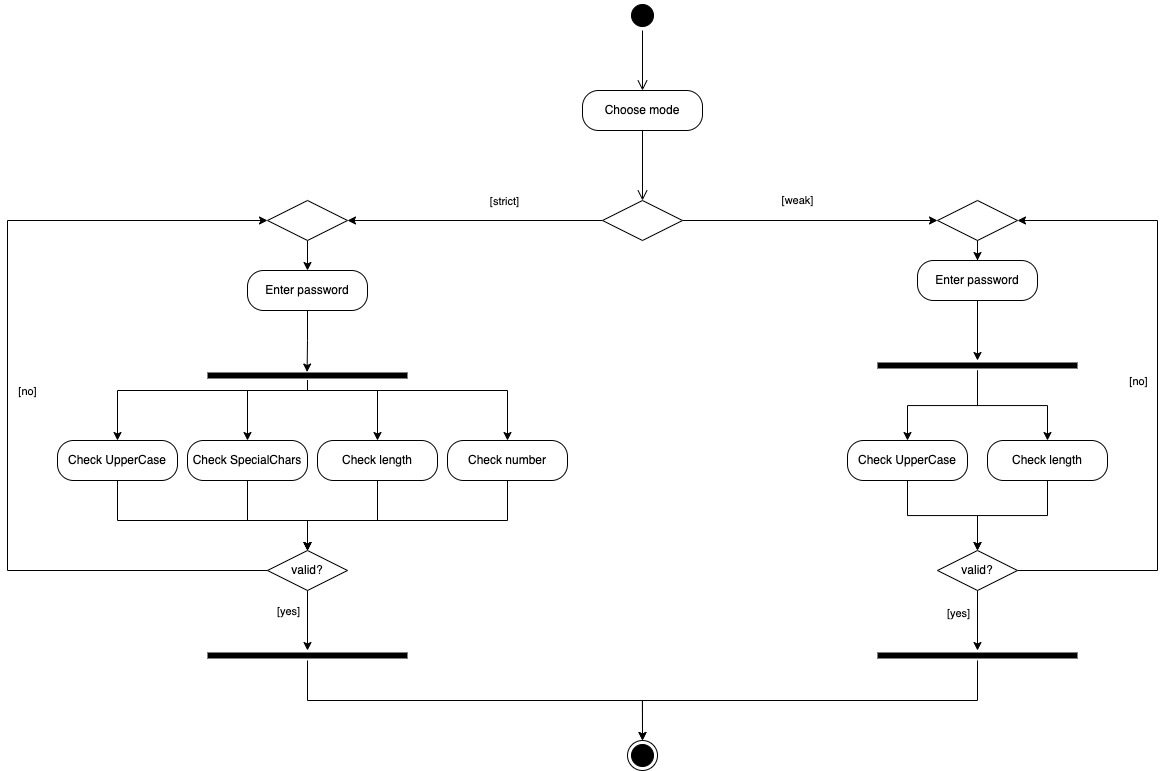 Choose mode
[strict]
[weak]
Enter password
Enter password
[no]
[no]
Check UpperCase
Check SpecialChars
Check length
Check number
Check UpperCase
Check length
valid?
valid?
[yes]
[yes]